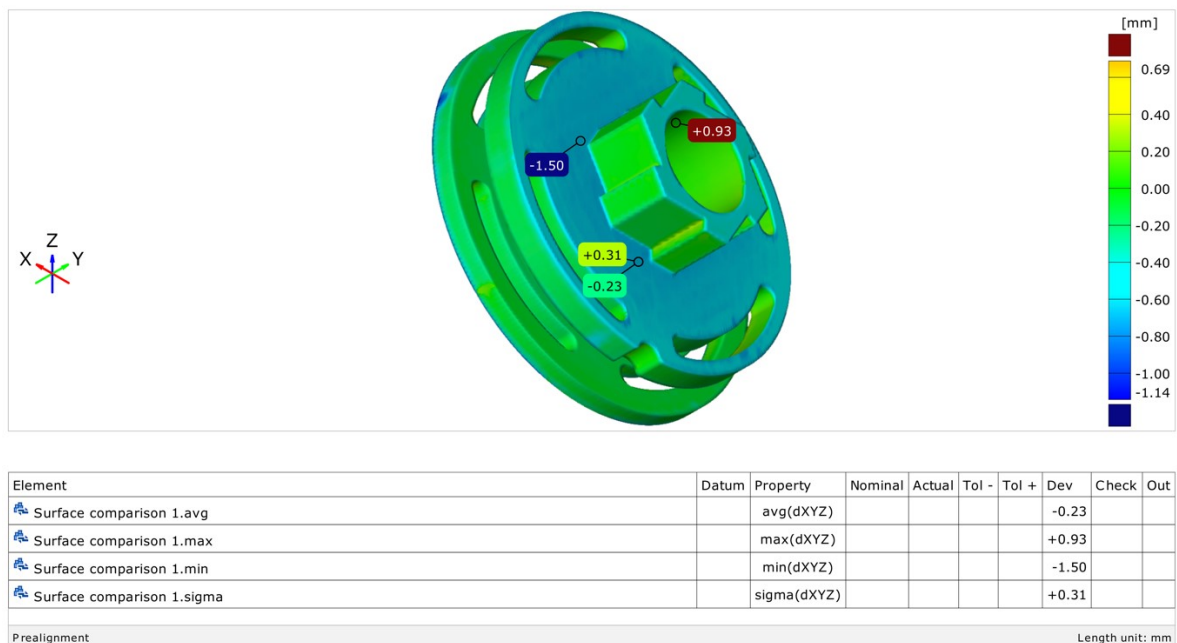 [mm]
0.69
0.40
0.20
0.00
-0.20
-0.40
-0.60
-0.80
-1.00
-1.14
+0.93
-1.50
+0.31
-0.23
Z
X Y
Element Datum Property Nominal Actual Tol - Tol + Dev Check Out
Surface comparison 1.avg avg(dXYZ) -0.23
Surface comparison 1.max max(dXYZ) +0.93
Surface comparison 1.min min(dXYZ) -1.50
Surface comparison 1.sigma sigma(dXYZ) +0.31
Prealignment Length unit: mm